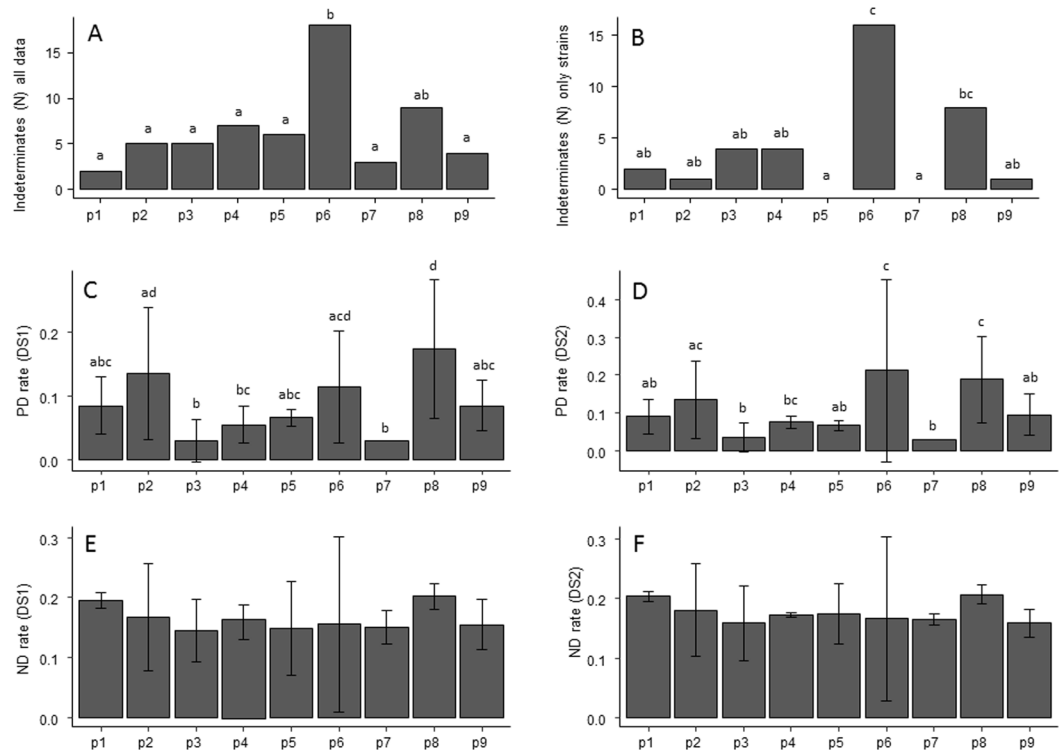 A
Indeterminates (N) all data
15
10
5
0
a a a a a b a ab a
p1 p2 p3 p4 p5 p6 p7 p8 p9
B
Indeterminates (N) only strains
15
10
5
0
ab ab ab ab a c a bc ab
p1 p2 p3 p4 p5 p6 p7 p8 p9
C
PD rate (DS1)
0.2
0.1
0.0
abc ad b bc abc acd b d abc
p1 p2 p3 p4 p5 p6 p7 p8 p9
D
PD rate (DS2)
0.4
0.3
0.2
0.1
0.0
ab ac b bc ab c b c ab
p1 p2 p3 p4 p5 p6 p7 p8 p9
E
ND rate (DS1)
0.3
0.2
0.1
0.0
p1 p2 p3 p4 p5 p6 p7 p8 p9
F
ND rate (DS2)
0.3
0.2
0.1
0.0
p1 p2 p3 p4 p5 p6 p7 p8 p9